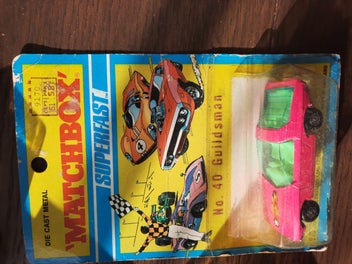 DIE CAST METAL
"MATCHBOX"
SUPERFAST
No. 40 Guildsman